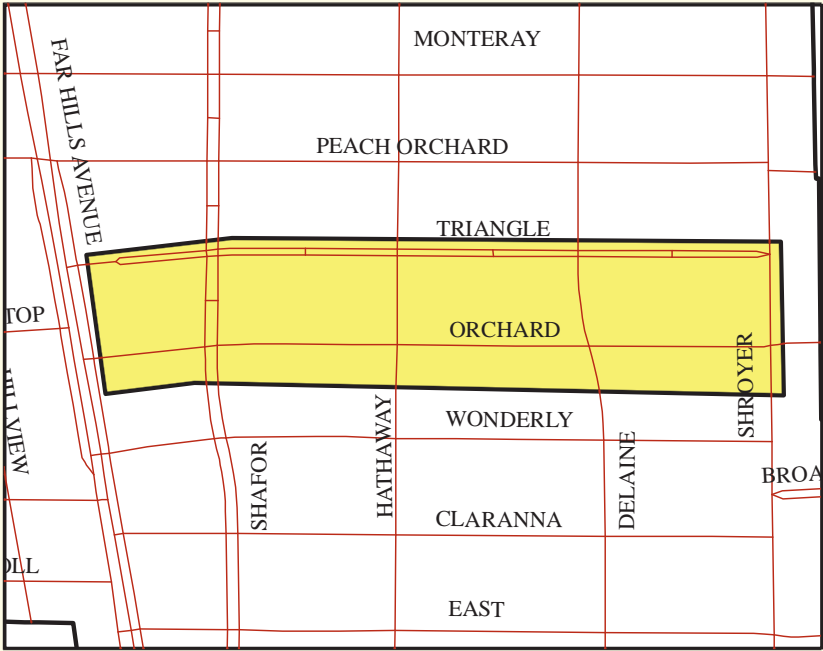 MONTERAY
FAR HILLS AVENUE
PEACH ORCHARD
TRIANGLE
TOP
ORCHARD
SHROYER
HILLVIEW
WONDERLY
HATHAWAY
SHAFOR
DELAINE
BROA
CLARANNA
OLL
EAST